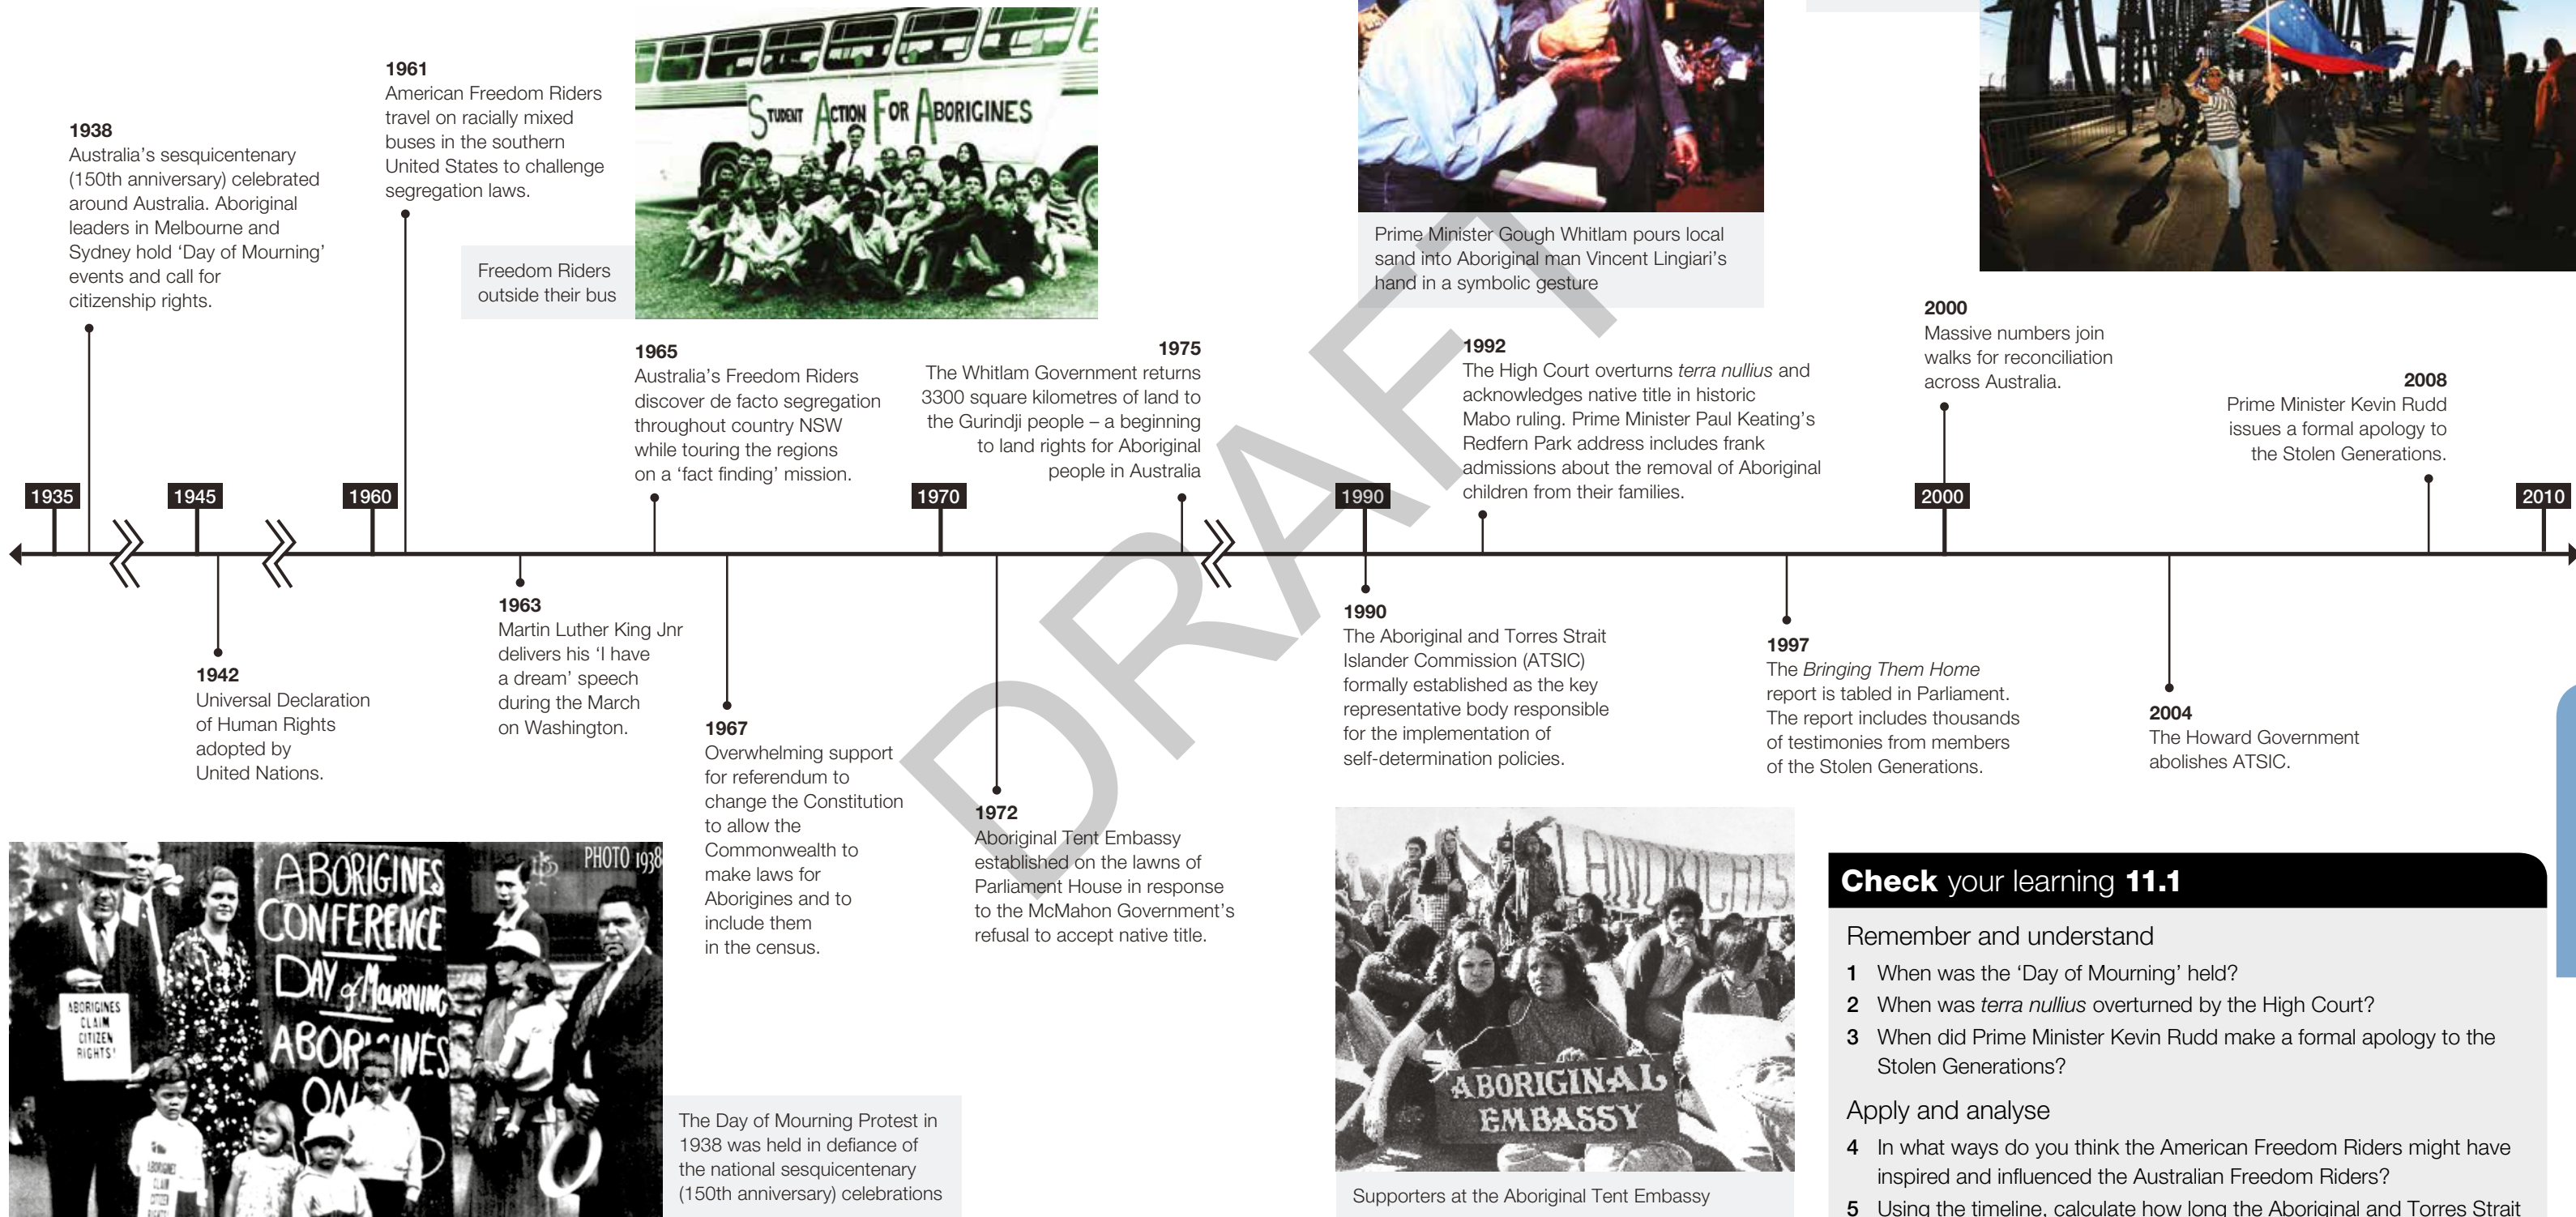 1961
American Freedom Riders
travel on racially mixed
buses in the southern
United States to challenge
segregation laws.
1938
Australia’s sesquicentenary
(150th anniversary) celebrated
around Australia. Aboriginal
leaders in Melbourne and
Sydney hold ‘Day of Mourning’
events and call for
citizenship rights.
STUDENT ACTION FOR ABORIGINES
Freedom Riders
outside their bus
Prime Minister Gough Whitlam pours local
sand into Aboriginal man Vincent Lingiari’s
hand in a symbolic gesture
1965
Australia’s Freedom Riders
discover de facto segregation
throughout country NSW
while touring the regions
on a ‘fact finding’ mission.
1975
The Whitlam Government returns
3300 square kilometres of land to
the Gurindji people – a beginning
to land rights for Aboriginal
people in Australia
1992
The High Court overturns terra nullius and
acknowledges native title in historic
Mabo ruling. Prime Minister Paul Keating’s
Redfern Park address includes frank
admissions about the removal of Aboriginal
children from their families.
2000
Massive numbers join
walks for reconciliation
across Australia.
2008
Prime Minister Kevin Rudd
issues a formal apology to
the Stolen Generations.
1935
1945
1960
1970
1990
2000
2010
DRAFT
1942
Universal Declaration
of Human Rights
adopted by
United Nations.
1963
Martin Luther King Jnr
delivers his ‘I have
a dream’ speech
during the March
on Washington.
1967
Overwhelming support
for referendum to
change the Constitution
to allow the
Commonwealth to
make laws for
Aborigines and to
include them
in the census.
1972
Aboriginal Tent Embassy
established on the lawns of
Parliament House in response
to the McMahon Government’s
refusal to accept native title.
1990
The Aboriginal and Torres Strait
Islander Commission (ATSIC)
formally established as the key
representative body responsible
for the implementation of
self-determination policies.
1997
The Bringing Them Home
report is tabled in Parliament.
The report includes thousands
of testimonies from members
of the Stolen Generations.
2004
The Howard Government
abolishes ATSIC.
PHOTO 1938
ABORIGINES
CONFERENCE
DAY of MOURNING
ABORIGINES
ONLY
ABORIGINES
CLAIM
CITIZEN
RIGHTS!
ABORIGINES
CLAIM
CITIZEN
RIGHTS!
The Day of Mourning Protest in
1938 was held in defiance of
the national sesquicentenary
(150th anniversary) celebrations
LAND RIGHTS
ABORIGINAL
EMBASSY
Supporters at the Aboriginal Tent Embassy
Check your learning 11.1
Remember and understand
1 When was the ‘Day of Mourning’ held?
2 When was terra nullius overturned by the High Court?
3 When did Prime Minister Kevin Rudd make a formal apology to the
Stolen Generations?
Apply and analyse
4 In what ways do you think the American Freedom Riders might have
inspired and influenced the Australian Freedom Riders?
5 Using the timeline, calculate how long the Aboriginal and Torres Strait